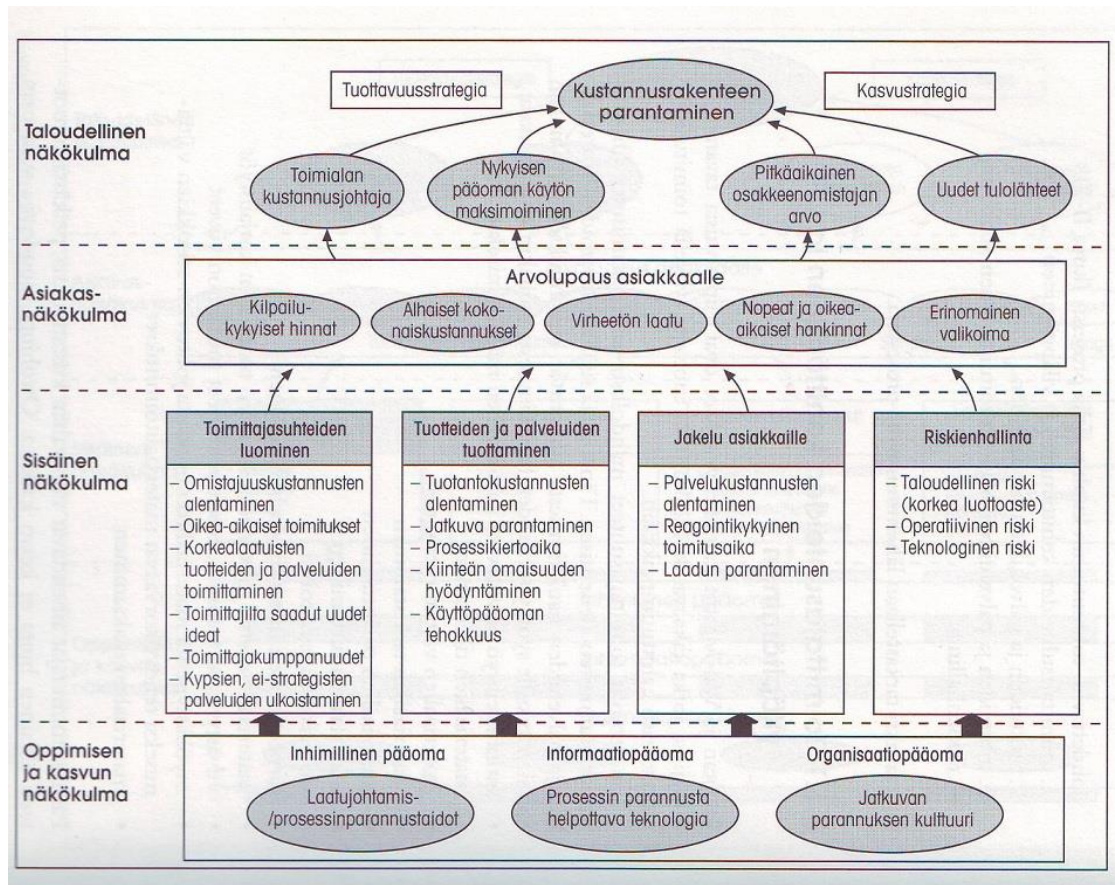 Tuottavuusstrategia
Kustannusrakenteen
parantaminen
Kasvustrategia
Taloudellinen
näkökulma
Toimialan
kustannusjohtaja
Nykyisen
pääoman käytön
maksimoiminen
Pitkäaikainen
osakkeenomistajan
arvo
Uudet tulolähteet
Asiakas-
näkökulma
Arvolupaus asiakkaalle
Kilpailu-
kykyiset hinnat
Alhaiset koko-
naiskustannukset
Virheetön laatu
Nopeat ja oikea-
aikaiset hankinnat
Erinomainen
valikoima
Sisäinen
näkökulma
Toimittajasuhteiden
luominen
– Omistajuuskustannusten
alentaminen
– Oikea-aikaiset toimitukset
– Korkealaatuisten
tuotteiden ja palveluiden
toimittaminen
– Toimittajilta saadut uudet
ideat
– Toimittajakumppanuudet
– Kypsien, ei-strategisten
palveluiden ulkoistaminen
Tuotteiden ja palveluiden
tuottaminen
– Tuotantokustannusten
alentaminen
– Jatkuva parantaminen
– Prosessikiertoaika
– Kiinteän omaisuuden
hyödyntäminen
– Käyttöpääoman
tehokkuus
Jakelu asiakkaille
– Palvelukustannusten
alentaminen
– Reagointikykyinen
toimitusaika
– Laadun parantaminen
Riskienhallinta
– Taloudellinen riski
(korkea luottoaste)
– Operatiivinen riski
– Teknologinen riski
Oppimisen
ja kasvun
näkökulma
Inhimillinen pääoma
Laatujohtamis-
/prosessinparannustaidot
Informaatiopääoma
Prosessin parannusta
helpottava teknologia
Organisaatiopääoma
Jatkuvan
parannuksen kulttuuri